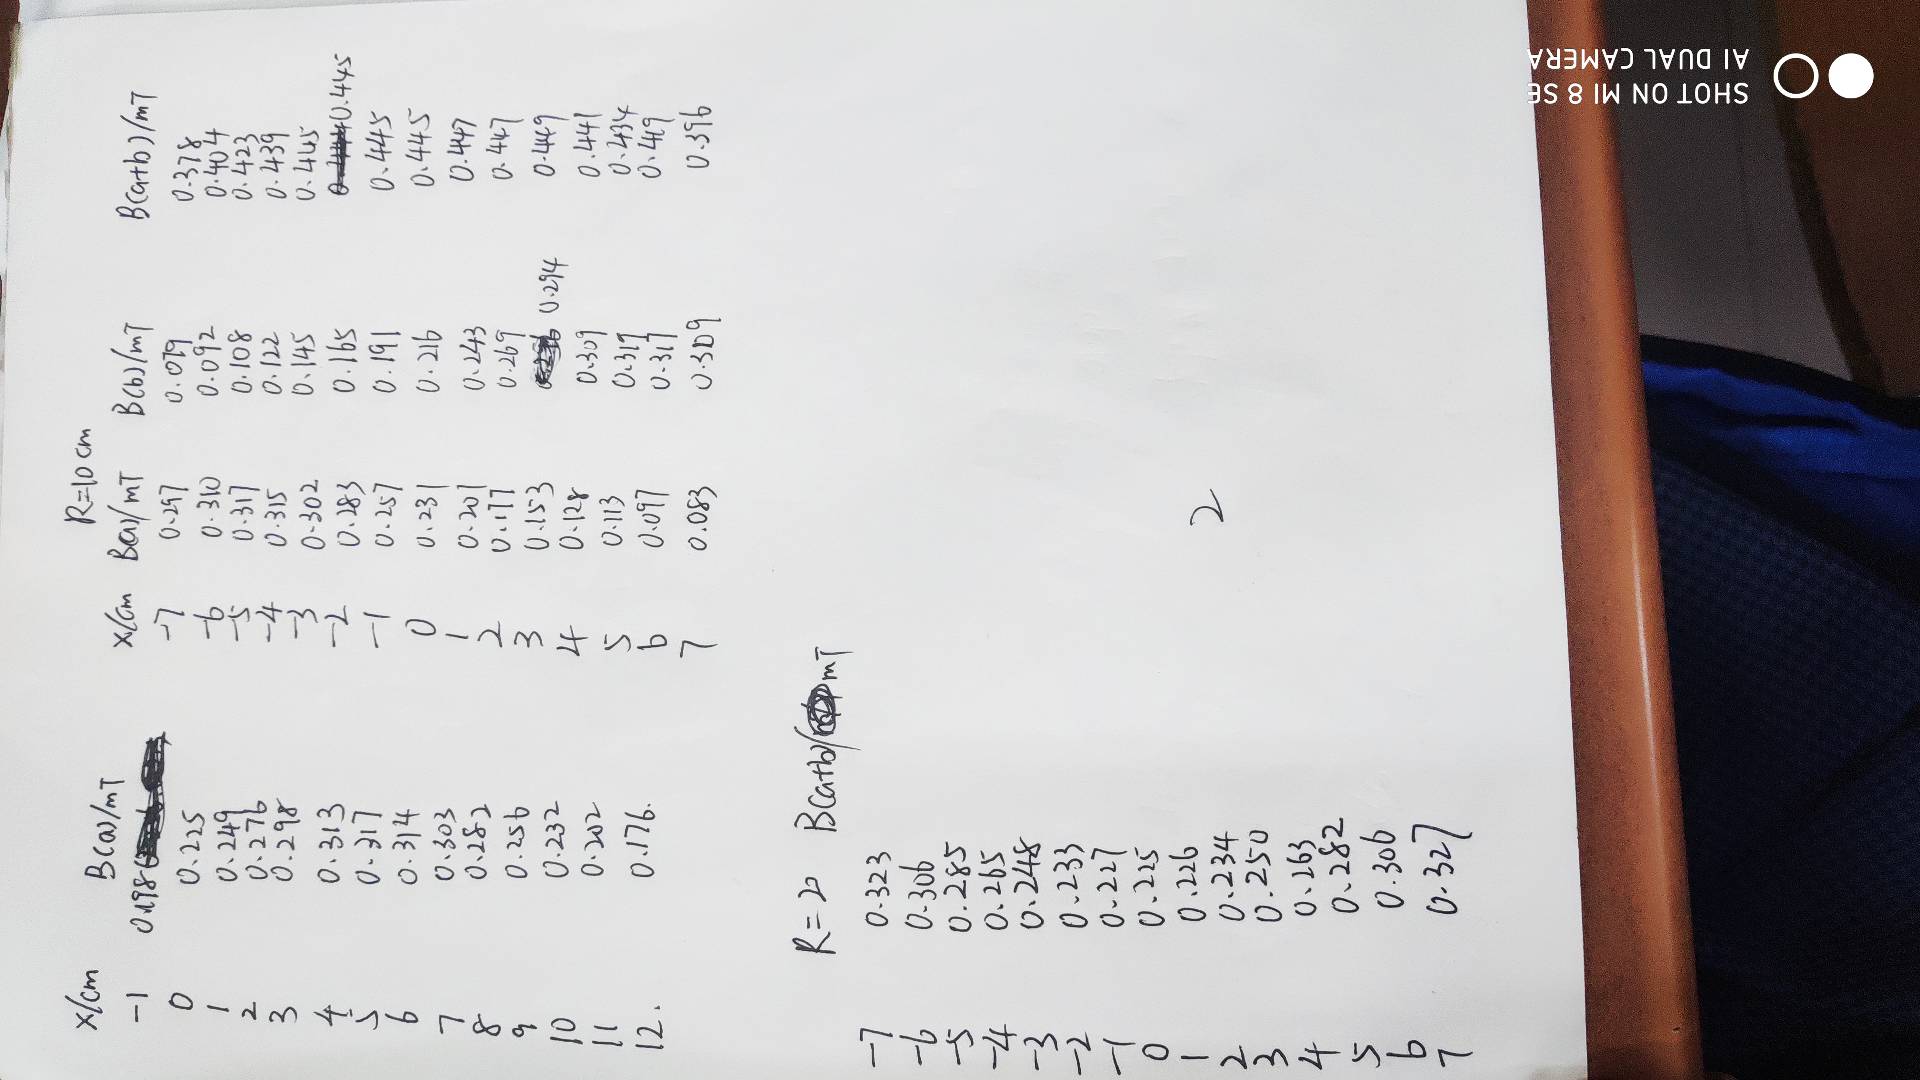 x/cm B(a)/mT
-1 0.198
0 0.225
1 0.249
2 0.276
3 0.298
4 0.313
5 0.317
6 0.314
7 0.303
8 0.282
9 0.256
10 0.232
11 0.202
12. 0.176.
R=10cm
x/cm B(a)/mT B(b)/mT B(a+b)/mT
-7 0.297 0.079 0.378
-6 0.310 0.092 0.404
-5 0.317 0.108 0.423
-4 0.315 0.122 0.439
-3 0.302 0.145 0.445
-2 0.283 0.165 0.445
-1 0.257 0.191 0.445
0 0.231 0.216 0.445
1 0.201 0.243 0.447
2 0.177 0.269 0.447
3 0.153 0.294 0.449
4 0.128 0.309 0.441
5 0.113 0.319 0.434
6 0.097 0.317 0.419
7 0.083 0.309 0.396
R=20 B(a+b)/mT
-7 0.323
-6 0.306
-5 0.285
-4 0.265
-3 0.248
-2 0.233
-1 0.227
0 0.225
1 0.226
2 0.234
3 0.250
4 0.263
5 0.282
6 0.306
7 0.327
2
SHOT ON MI 8 SE
AI DUAL CAMERA